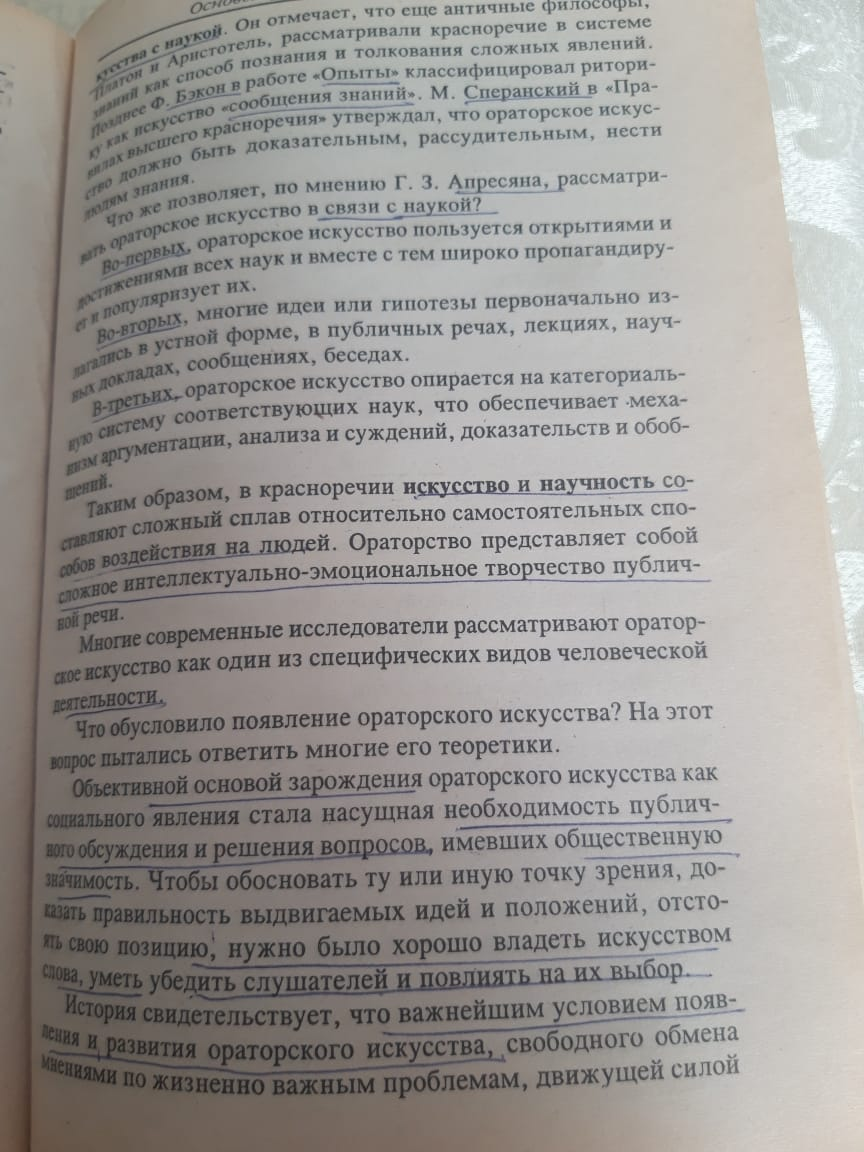 Основ
кусства с наукой. Он отмечает, что еще античные философы,
Платон и Аристотель, рассматривали красноречие в системе
знаний как способ познания и толкования сложных явлений.
Позднее Ф. Бэкон в работе «Опыты» классифицировал ритори-
ку как искусство «сообщения знаний». М. Сперанский в «Пра-
вилах высшего красноречия» утверждал, что ораторское искус-
ство должно быть доказательным, рассудительным, нести
людям знания.
Что же позволяет, по мнению Г. З. Апресяна, рассматри-
вать ораторское искусство в связи с наукой?
Во-первых, ораторское искусство пользуется открытиями и
достижениями всех наук и вместе с тем широко пропагандиру-
ет и популяризует их.
Во-вторых, многие идеи или гипотезы первоначально из-
лагались в устной форме, в публичных речах, лекциях, науч-
ных докладах, сообщениях, беседах.
В-третьих, ораторское искусство опирается на категориаль-
ную систему соответствующих наук, что обеспечивает меха-
низм аргументации, анализа и суждений, доказательств и обоб-
щений.
Таким образом, в красноречии искусство и научность со-
ставляют сложный сплав относительно самостоятельных спо-
собов воздействия на людей. Ораторство представляет собой
сложное интеллектуально-эмоциональное творчество публич-
ной речи.
Многие современные исследователи рассматривают оратор-
ское искусство как один из специфических видов человеческой
деятельности.
Что обусловило появление ораторского искусства? На этот
вопрос пытались ответить многие его теоретики.
Объективной основой зарождения ораторского искусства как
социального явления стала насущная необходимость публич-
ного обсуждения и решения вопросов, имевших общественную
значимость. Чтобы обосновать ту или иную точку зрения, до-
казать правильность выдвигаемых идей и положений, отсто-
ять свою позицию, нужно было хорошо владеть искусством
слова, уметь убедить слушателей и повлиять на их выбор.
История свидетельствует, что важнейшим условием появ-
ления и развития ораторского искусства, свободного обмена
мнениями по жизненно важным проблемам, движущей силой